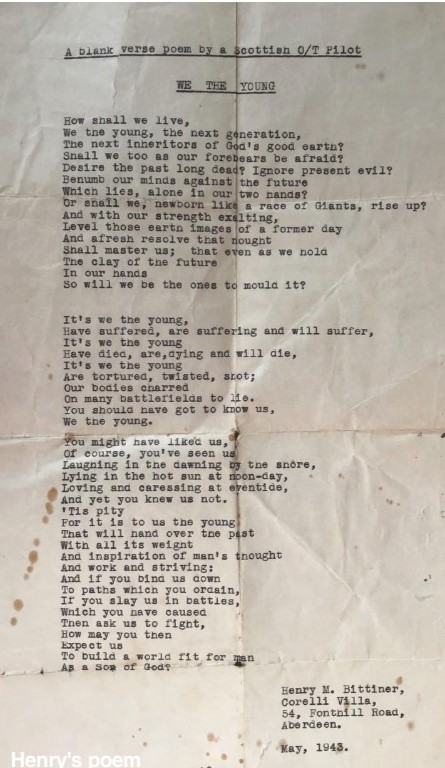 A blank verse poem by a Scottish O/T Pilot
WE THE YOUNG
How shall we live,
We the young, the next generation,
The next inheritors of God's good earth?
Shall we too as our forebears be afraid?
Desire the past long dead? Ignore present evil?
Benumb our minds against the future
Which lies, alone in our two hands?
Or shall we, newborn like a race of Giants, rise up?
And with our strength exalting,
Level those earth images of a former day
And afresh resolve that nought
Shall master us; that even as we hold
The clay of the future
In our hands
So will we be the ones to mould it?
It's we the young,
Have suffered, are suffering and will suffer,
It's we the young
Have died, are,dying and will die,
It's we the young
Are tortured, twisted, shot;
Our bodies charred
On many battlefields to lie.
You should have got to know us,
We the young.
You might have liked us,
Of course, you've seen us
Laughing in the dawning by the shore,
Lying in the hot sun at noon-day,
Loving and caressing at eventide,
And yet you knew us not.
'Tis pity
For it is to us the young
That will hand over the past
With all its weight
And inspiration of man's thought
And work and striving:
And if you bind us down
To paths which you ordain,
If you slay us in battles,
Which you have caused
Then ask us to fight,
How may you then
Expect us
To build a world fit for man
As a Son of God?
Henry M. Bittiner,
Corelli Villa,
54, Fonthill Road,
Aberdeen.
May, 1943.
Henry's poem